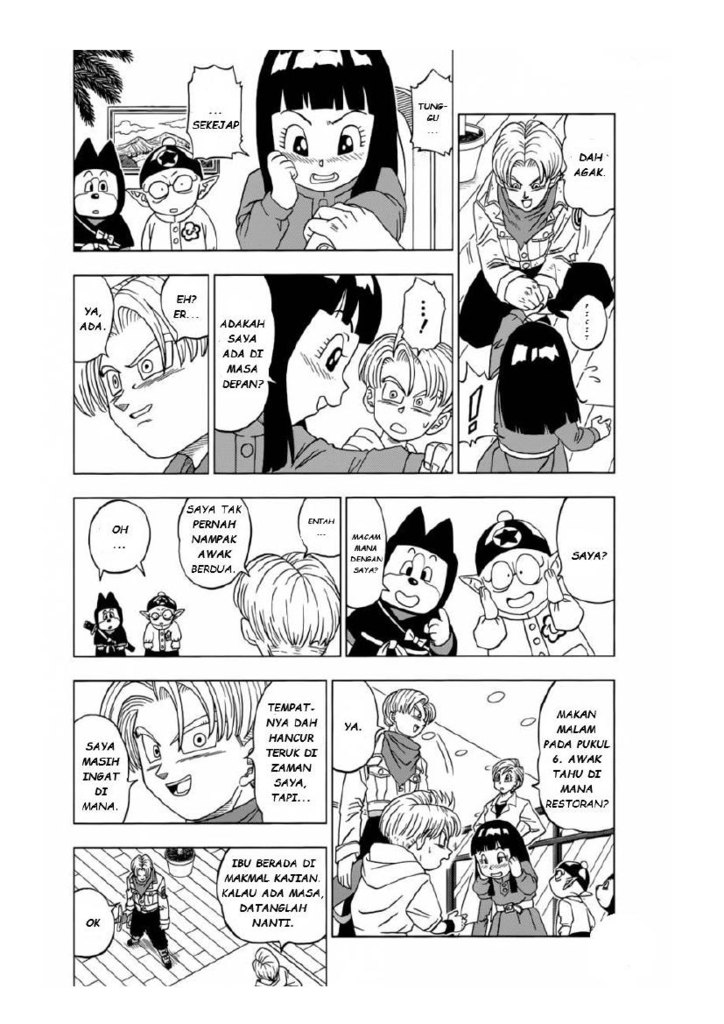 DAH
AGAK.
PICIT
!
TUNG-
GU
...
...
SEKEJAP
...!
ADAKAH
SAYA
ADA DI
MASA
DEPAN?
EH?
ER...
YA,
ADA.
SAYA?
MACAM
MANA
DENGAN
SAYA?
ENTAH
...
SAYA TAK
PERNAH
NAMPAK
AWAK
BERDUA.
OH
...
MAKAN
MALAM
PADA PUKUL
6. AWAK
TAHU DI
MANA
RESTORAN?
YA.
TEMPAT-
NYA DAH
HANCUR
TERUK DI
ZAMAN
SAYA,
TAPI...
SAYA
MASIH
INGAT
DI
MANA.
IBU BERADA DI
MAKMAL KAJIAN.
KALAU ADA MASA,
DATANGLAH
NANTI.
OK